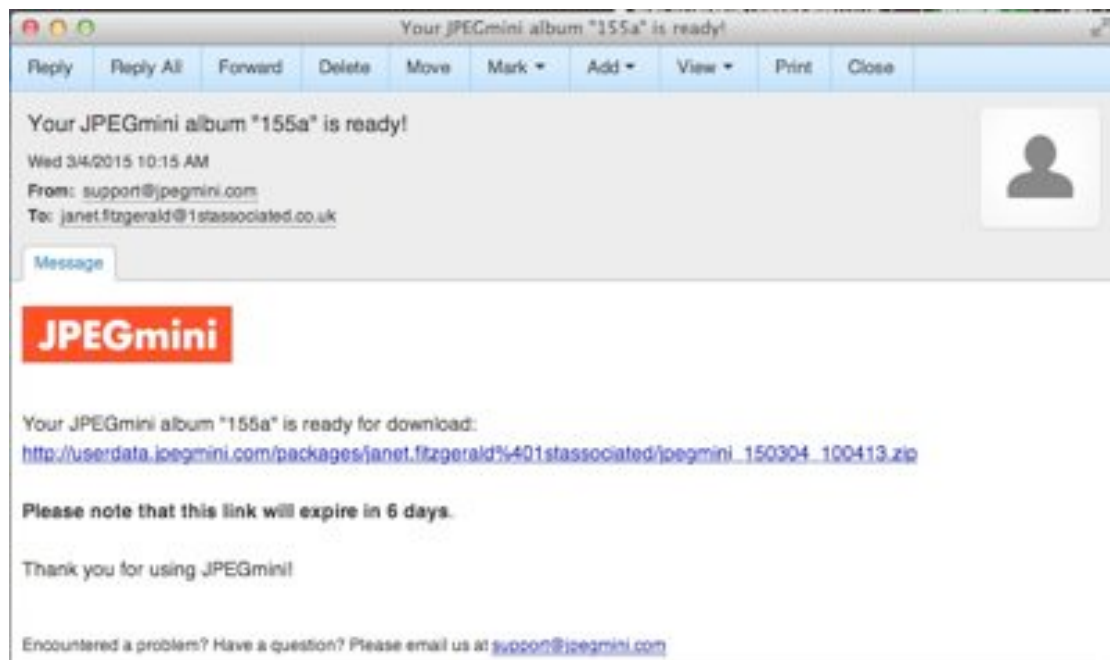 Your JPEGmini album "155a" is ready!
Reply Reply All Forward Delete Move Mark Add View Print Close
Your JPEGmini album "155a" is ready!
Wed 3/4/2015 10:15 AM
From: support@jpegmini.com
To: janet.fitzgerald@1stassociated.co.uk
Message
JPEGmini
Your JPEGmini album "155a" is ready for download:
http://userdata.jpegmini.com/packages/janet.fitzgerald%401stassociated/jpegmini_150304_100413.zip
Please note that this link will expire in 6 days.
Thank you for using JPEGmini!
Encountered a problem? Have a question? Please email us at support@jpegmini.com